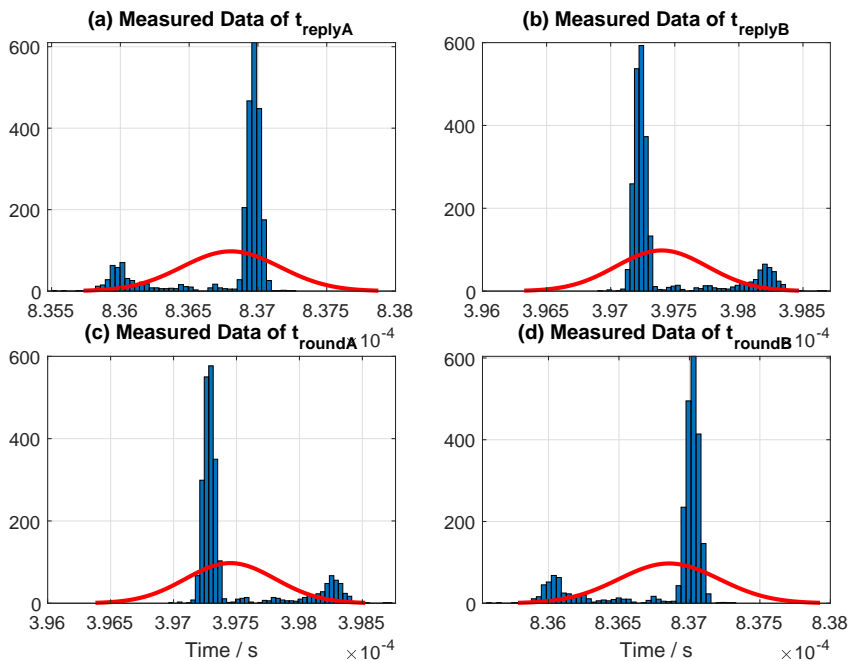 (a) Measured Data of t_replyA
600
400
200
0
8.355 8.36 8.365 8.37 8.375 8.38
×10^-4
(b) Measured Data of t_replyB
600
400
200
0
3.96 3.965 3.97 3.975 3.98 3.985
×10^-4
(c) Measured Data of t_roundA
600
400
200
0
3.96 3.965 3.97 3.975 3.98 3.985
Time / s
×10^-4
(d) Measured Data of t_roundB
600
400
200
0
8.36 8.365 8.37 8.375 8.38
Time / s
×10^-4